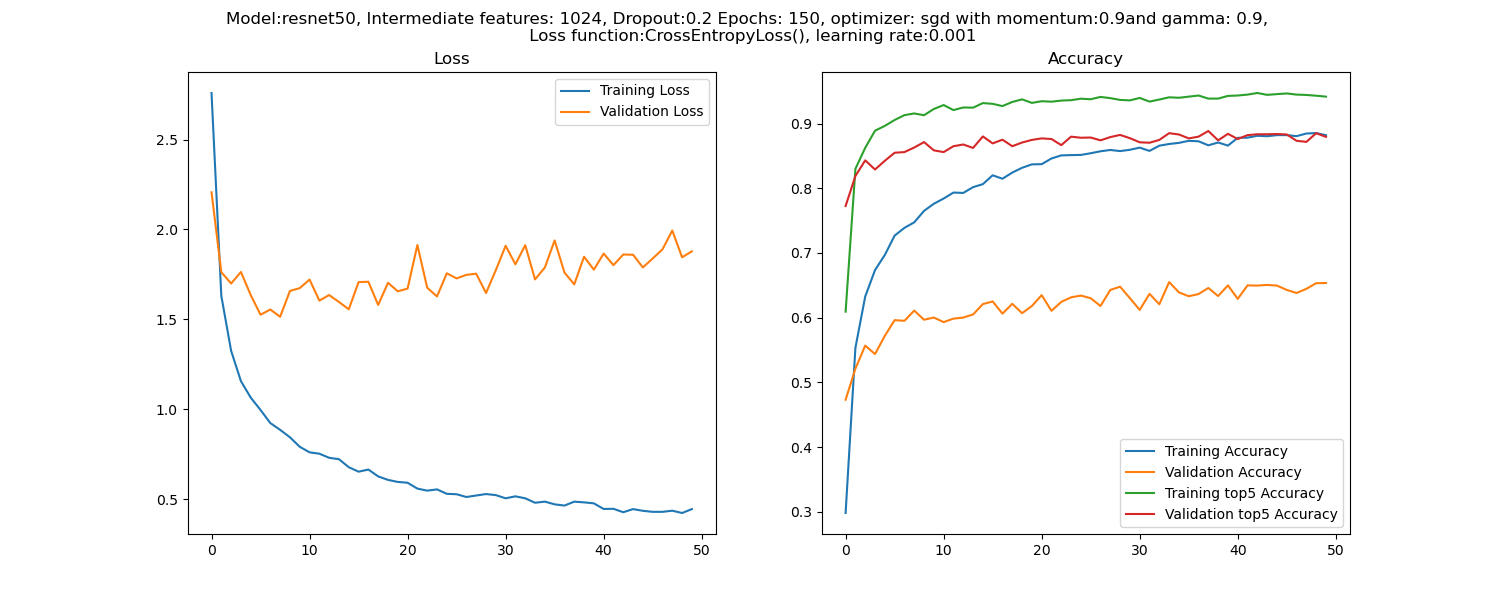 Model:resnet50, Intermediate features: 1024, Dropout:0.2 Epochs: 150, optimizer: sgd with momentum:0.9and gamma: 0.9,
Loss function:CrossEntropyLoss(), learning rate:0.001
Loss
Training Loss
Validation Loss
2.5
2.0
1.5
1.0
0.5
0 10 20 30 40 50
Accuracy
0.9
0.8
0.7
0.6
0.5
0.4
0.3
Training Accuracy
Validation Accuracy
Training top5 Accuracy
Validation top5 Accuracy
0 10 20 30 40 50